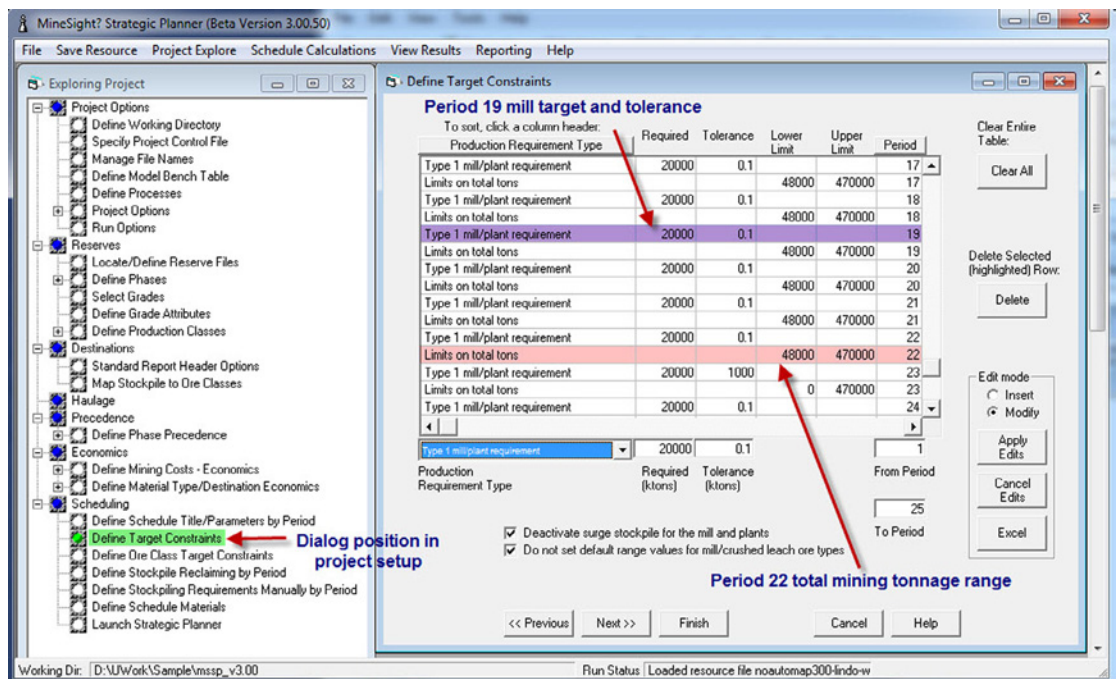 MineSight? Strategic Planner (Beta Version 3.00.50)
File Save Resource Project Explore Schedule Calculations View Results Reporting Help
Exploring Project
Project Options
Define Working Directory
Specify Project Control File
Manage File Names
Define Model Bench Table
Define Processes
Project Options
Run Options
Reserves
Locate/Define Reserve Files
Define Phases
Select Grades
Define Grade Attributes
Define Production Classes
Destinations
Standard Report Header Options
Map Stockpile to Ore Classes
Haulage
Precedence
Define Phase Precedence
Economics
Define Mining Costs - Economics
Define Material Type/Destination Economics
Scheduling
Define Schedule Title/Parameters by Period
Define Target Constraints
Define Ore Class Target Constraints
Define Stockpile Reclaiming by Period
Define Stockpiling Requirements Manually by Period
Define Schedule Materials
Launch Strategic Planner
Dialog position in
project setup
Define Target Constraints
Period 19 mill target and tolerance
To sort, click a column header:
Production Requirement Type Required Tolerance Lower Limit Upper Limit Period
Type 1 mill/plant requirement 20000 0.1 17
Limits on total tons 48000 470000 17
Type 1 mill/plant requirement 20000 0.1 18
Limits on total tons 48000 470000 18
Type 1 mill/plant requirement 20000 0.1 19
Limits on total tons 48000 470000 19
Type 1 mill/plant requirement 20000 0.1 20
Limits on total tons 48000 470000 20
Type 1 mill/plant requirement 20000 0.1 21
Limits on total tons 48000 470000 21
Type 1 mill/plant requirement 20000 0.1 22
Limits on total tons 48000 470000 22
Type 1 mill/plant requirement 20000 1000 23
Limits on total tons 0 470000 23
Type 1 mill/plant requirement 20000 0.1 24
Type 1 mill/plant requirement 20000 0.1 1
Production
Requirement Type
Required
(ktons)
Tolerance
(ktons)
From Period
25
To Period
Deactivate surge stockpile for the mill and plants
Do not set default range values for mill/crushed leach ore types
Period 22 total mining tonnage range
<< Previous Next >> Finish Cancel Help
Clear Entire
Table:
Clear All
Delete Selected
(highlighted) Row:
Delete
Edit mode
Insert
Modify
Apply
Edits
Cancel
Edits
Excel
Working Dir: D:\UWork\Sample\mssp_v3.00 Run Status Loaded resource file noautomap300-lindo-w